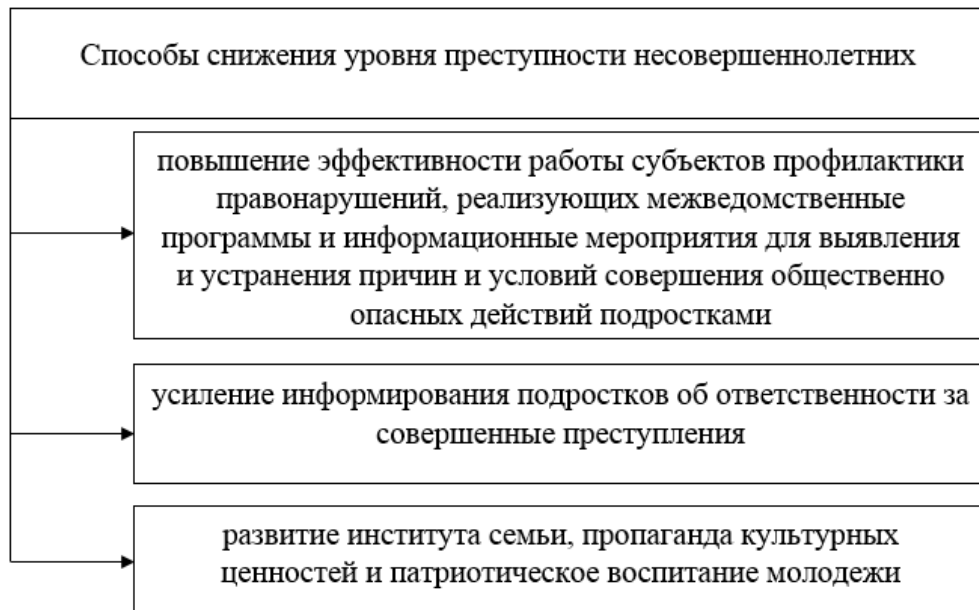 Способы снижения уровня преступности несовершеннолетних
повышение эффективности работы субъектов профилактики
правонарушений, реализующих межведомственные
программы и информационные мероприятия для выявления
и устранения причин и условий совершения общественно
опасных действий подростками
усиление информирования подростков об ответственности за
совершенные преступления
развитие института семьи, пропаганда культурных
ценностей и патриотическое воспитание молодежи